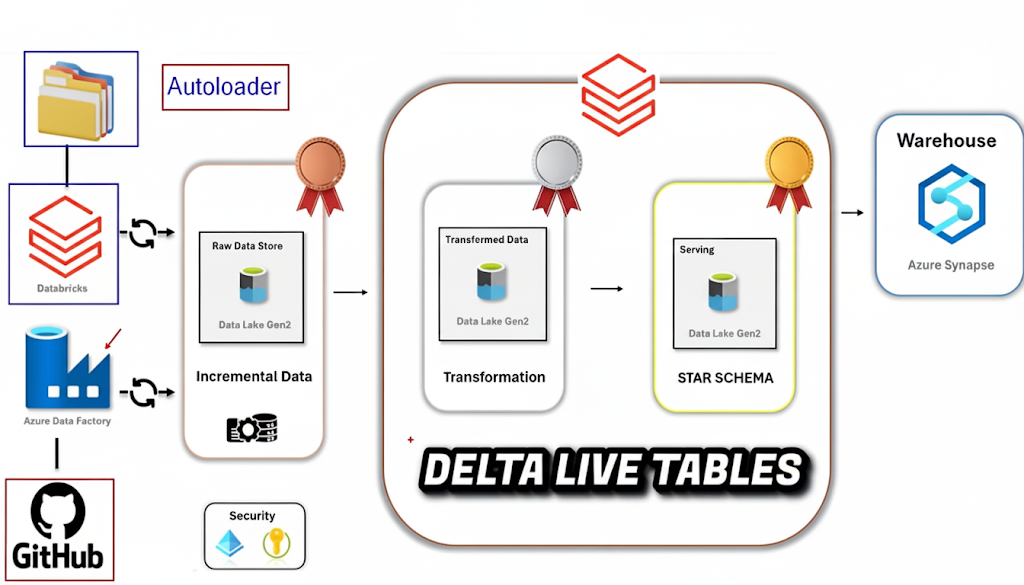 Autoloader
Databricks
Azure Data Factory
GitHub
Raw Data Store
Data Lake Gen2
Incremental Data
Security
Transfermed Data
Data Lake Gen2
Transformation
Serving
Data Lake Gen2
STAR SCHEMA
DELTA LIVE TABLES
Warehouse
Azure Synapse